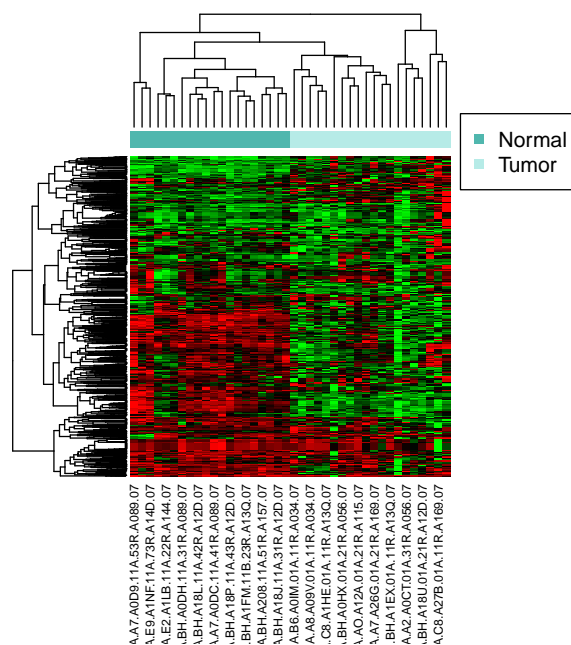 Normal
Tumor
A.A7.A0D9.11A.53R.A089.07
A.E9.A1NF.11A.73R.A14D.07
A.E2.A1LB.11A.22R.A144.07
.BH.A0DH.11A.31R.A089.07
.BH.A18L.11A.42R.A12D.07
A.A7.A0DC.11A.41R.A089.07
.BH.A18P.11A.43R.A12D.07
.BH.A1FM.11B.23R.A13Q.07
.BH.A208.11A.51R.A157.07
.BH.A18J.11A.31R.A12D.07
A.B6.A0IM.01A.11R.A034.07
A.A8.A09V.01A.11R.A034.07
.C8.A1HE.01A.11R.A13Q.07
.BH.A0HX.01A.21R.A056.07
.AO.A12A.01A.21R.A115.07
A.A7.A26G.01A.21R.A169.07
.BH.A1EX.01A.11R.A13Q.07
A.A2.A0CT.01A.31R.A056.07
.BH.A18U.01A.21R.A12D.07
A.C8.A27B.01A.11R.A169.07